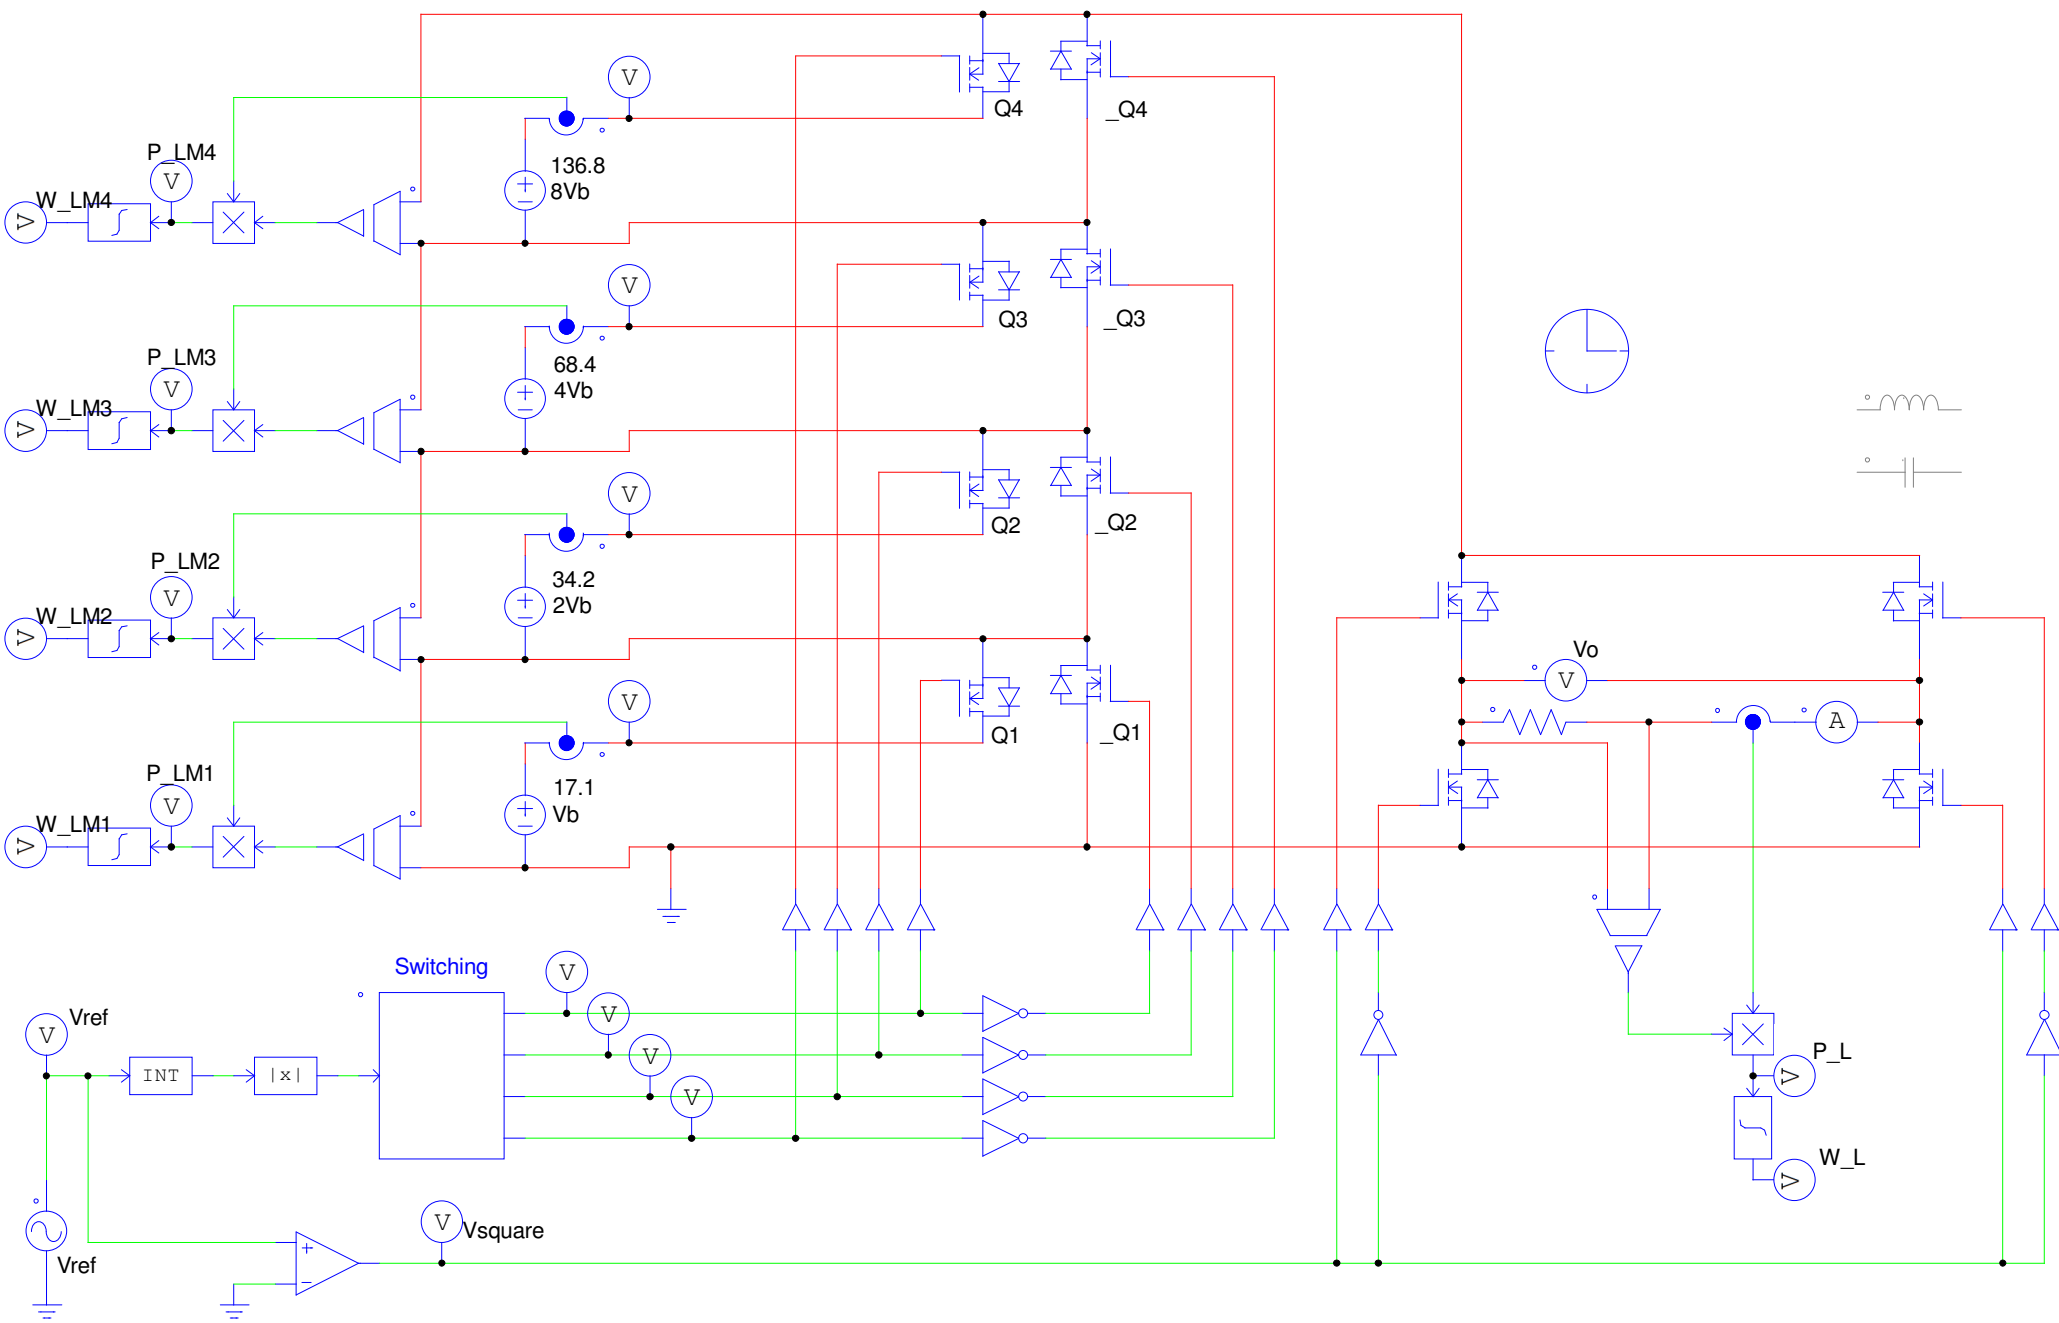 V
Q4
_Q4
P_LM4
V
136.8
8Vb
W_LM4
V
V
Q3
_Q3
P_LM3
V
68.4
4Vb
W_LM3
V
V
Q2
_Q2
P_LM2
V
34.2
2Vb
W_LM2
V
Vo
V
V
A
Q1
_Q1
P_LM1
V
17.1
Vb
W_LM1
V
Switching
V
V
Vref
V
V
V
INT
|x|
P_L
V
W_L
V
V
Vsquare
Vref